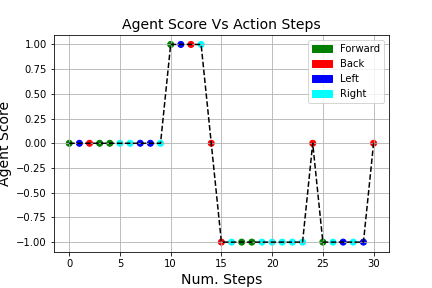 Agent Score Vs Action Steps
Agent Score
1.00
0.75
0.50
0.25
0.00
−0.25
−0.50
−0.75
−1.00
Forward
Back
Left
Right
0 5 10 15 20 25 30
Num. Steps